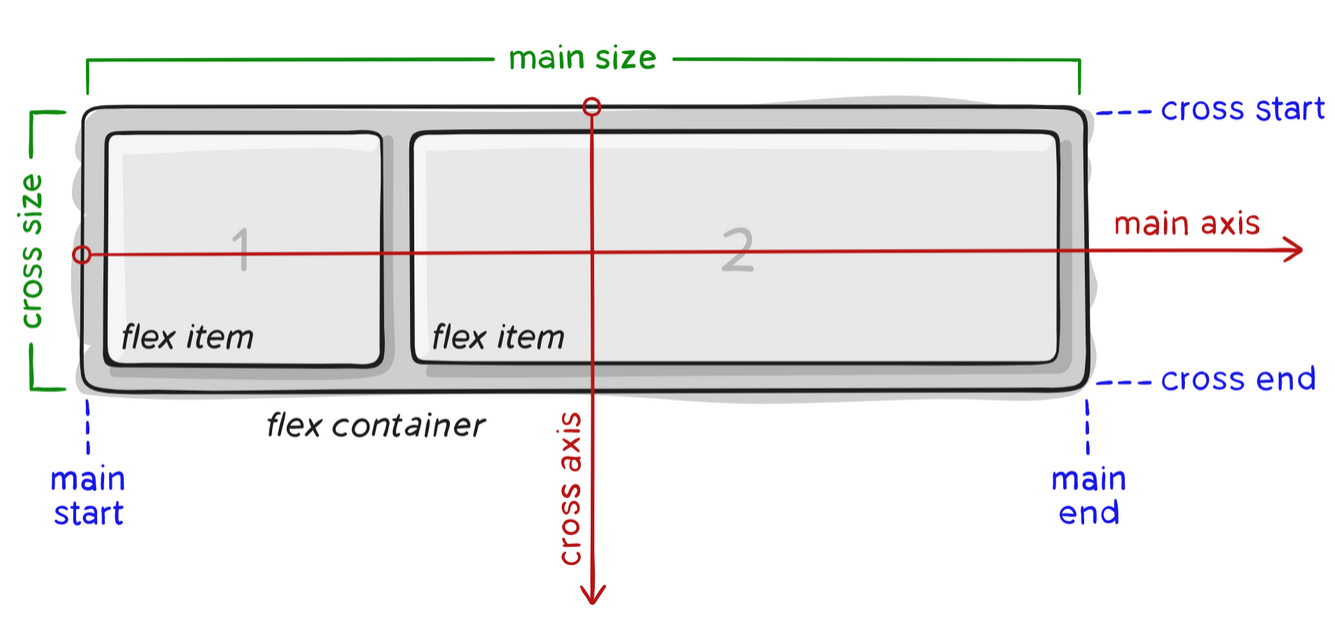 main size
cross start
cross size
main axis
1
2
flex item
flex item
cross end
flex container
cross axis
main
start
main
end